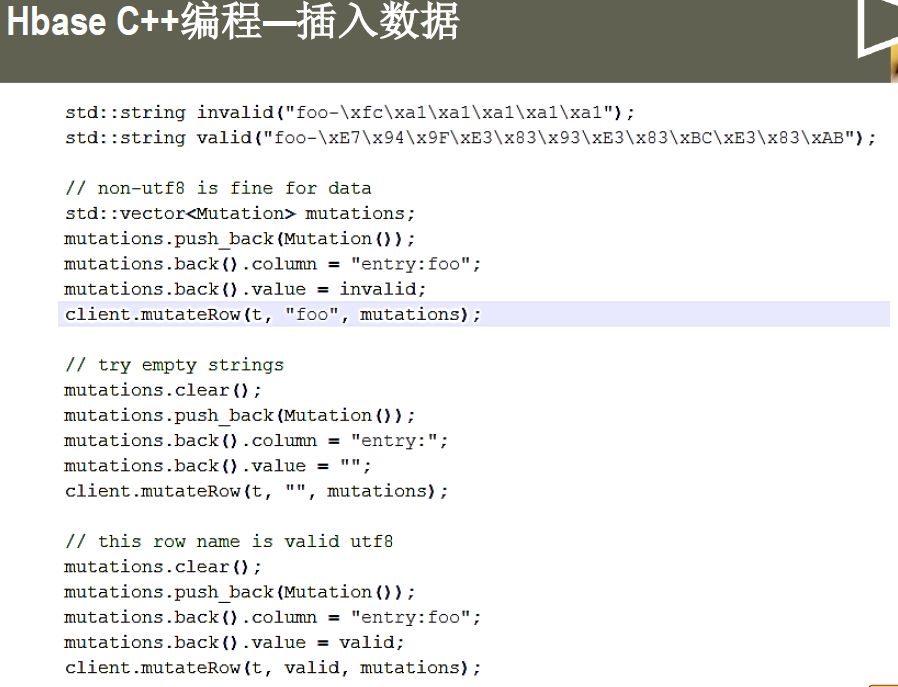 Hbase C++编程—插入数据
std::string invalid("foo-\xfc\xa1\xa1\xa1\xa1\xa1");
std::string valid("foo-\xE7\x94\x9F\xE3\x83\x93\xE3\x83\xBC\xE3\x83\xAB");
// non-utf8 is fine for data
std::vector<Mutation> mutations;
mutations.push_back(Mutation());
mutations.back().column = "entry:foo";
mutations.back().value = invalid;
client.mutateRow(t, "foo", mutations);
// try empty strings
mutations.clear();
mutations.push_back(Mutation());
mutations.back().column = "entry:";
mutations.back().value = "";
client.mutateRow(t, "", mutations);
// this row name is valid utf8
mutations.clear();
mutations.push_back(Mutation());
mutations.back().column = "entry:foo";
mutations.back().value = valid;
client.mutateRow(t, valid, mutations);